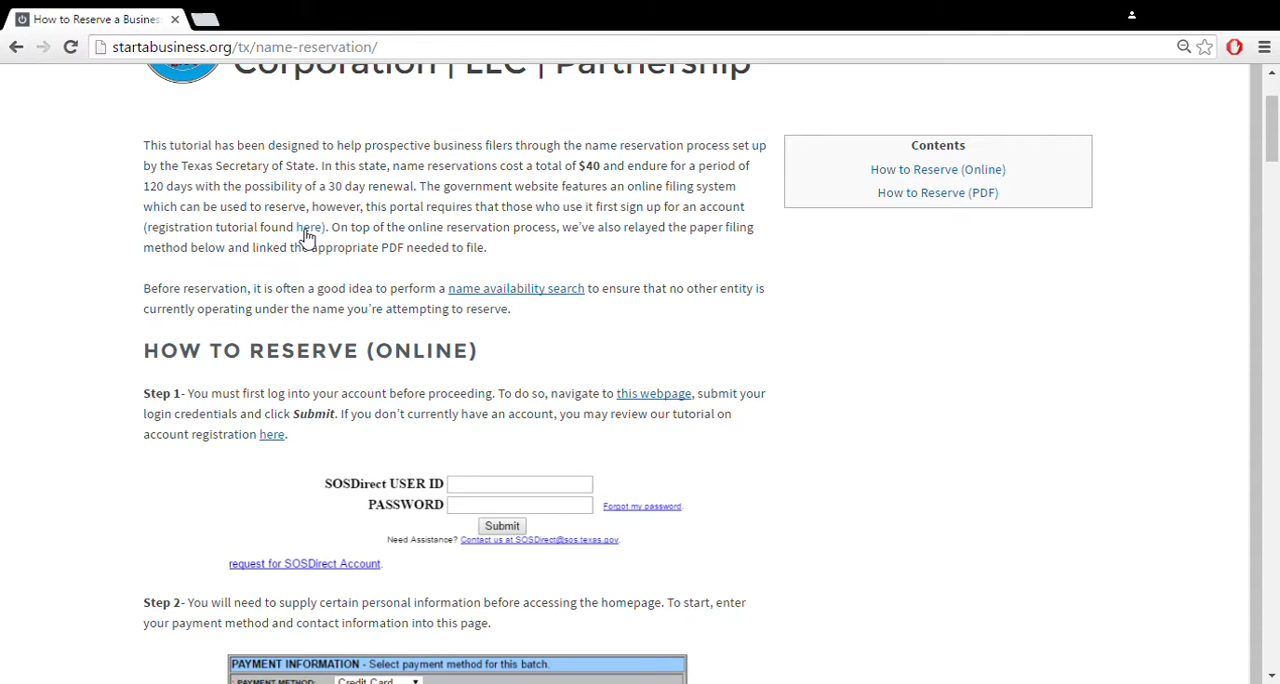 How to Reserve a Busines
startabusiness.org/tx/name-reservation/
Corporation | LLC | Partnership
This tutorial has been designed to help prospective business filers through the name reservation process set up
by the Texas Secretary of State. In this state, name reservations cost a total of $40 and endure for a period of
120 days with the possibility of a 30 day renewal. The government website features an online filing system
which can be used to reserve, however, this portal requires that those who use it first sign up for an account
(registration tutorial found here). On top of the online reservation process, we've also relayed the paper filing
method below and linked the appropriate PDF needed to file.
Before reservation, it is often a good idea to perform a name availability search to ensure that no other entity is
currently operating under the name you're attempting to reserve.
Contents
How to Reserve (Online)
How to Reserve (PDF)
HOW TO RESERVE (ONLINE)
Step 1- You must first log into your account before proceeding. To do so, navigate to this webpage, submit your
login credentials and click Submit. If you don't currently have an account, you may review our tutorial on
account registration here.
SOSDirect USER ID
PASSWORD Forgot my password.
Submit
Need Assistance? Contact us at SOSDirect@sos.texas.gov.
request for SOSDirect Account.
Step 2- You will need to supply certain personal information before accessing the homepage. To start, enter
your payment method and contact information into this page.
PAYMENT INFORMATION - Select payment method for this batch.
PAYMENT METHOD: Credit Card